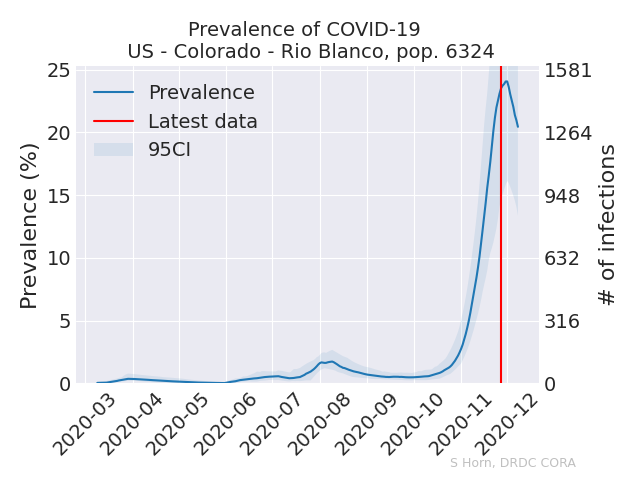 Prevalence of COVID-19
US - Colorado - Rio Blanco, pop. 6324
25
20
15
10
5
0
Prevalence (%)
Prevalence
Latest data
95CI
1581
1264
948
632
316
0
# of infections
2020-03
2020-04
2020-05
2020-06
2020-07
2020-08
2020-09
2020-10
2020-11
2020-12
S Horn, DRDC CORA